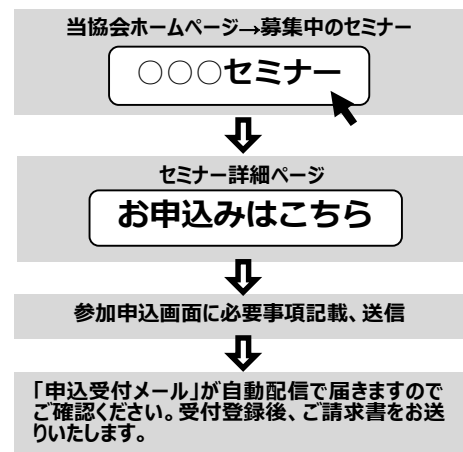 当協会ホームページ→募集中のセミナー
○○○セミナー
セミナー詳細ページ
お申込みはこちら
参加申込画面に必要事項記載、送信
「申込受付メール」が自動配信で届きますので
ご確認ください。受付登録後、ご請求書をお送
りいたします。